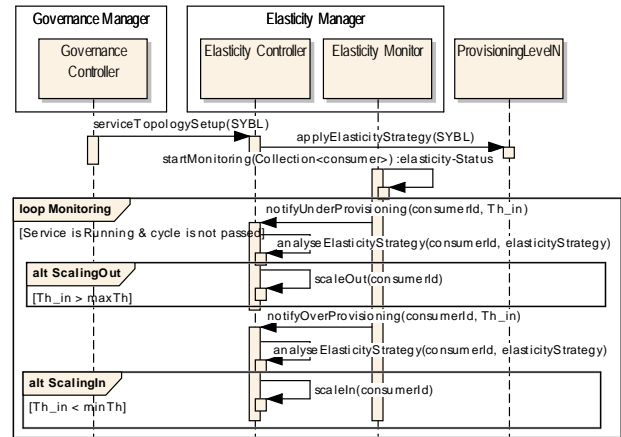 Governance Manager
Elasticity Manager
Governance
Controller
Elasticity Controller
Elasticity Monitor
ProvisioningLevelN
serviceTopologySetup(SYBL)
applyElasticityStrategy(SYBL)
startMonitoring(Collection<consumer>) :elasticity-Status
loop Monitoring
notifyUnderProvisioning(consumerId, Th_in)
[Service is Running & cycle is not passed]
analyseElasticityStrategy(consumerId, elasticityStrategy)
alt ScalingOut
scaleOut(consumerId)
[Th_in > maxTh]
notifyOverProvisioning(consumerId, Th_in)
analyseElasticityStrategy(consumerId, elasticityStrategy)
alt ScalingIn
scaleIn(consumerId)
[Th_in < minTh]